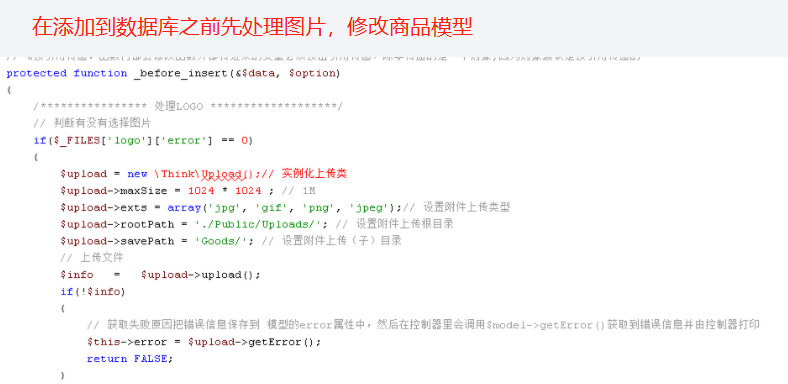 在添加到数据库之前先处理图片，修改商品模型
protected function _before_insert(&$data, $option)
{
/**************** 处理LOGO *******************/
// 判断有没有选择图片
if($_FILES['logo']['error'] == 0)
{
$upload = new \Think\Upload();// 实例化上传类
$upload->maxSize = 1024 * 1024 ; // 1M
$upload->exts = array('jpg', 'gif', 'png', 'jpeg');// 设置附件上传类型
$upload->rootPath = './Public/Uploads/'; // 设置附件上传根目录
$upload->savePath = 'Goods/'; // 设置附件上传（子）目录
// 上传文件
$info = $upload->upload();
if(!$info)
{
// 获取失败原因把错误信息保存到 模型的error属性中，然后在控制器里会调用$model->getError()获取到错误信息并由控制器打印
$this->error = $upload->getError();
return FALSE;
}